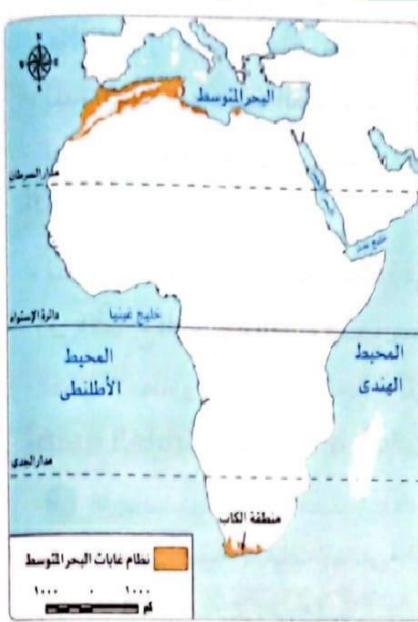 البحر المتوسط
مدار السرطان
خليج عدن
خليج غينيا
دائرة الإستواء
المحيط
الأطلنطى
المحيط
الهندى
مدار الجدى
منطقة الكاب
نظام غابات البحر المتوسط
١٠٠٠ ٠ ١٠٠٠
كم